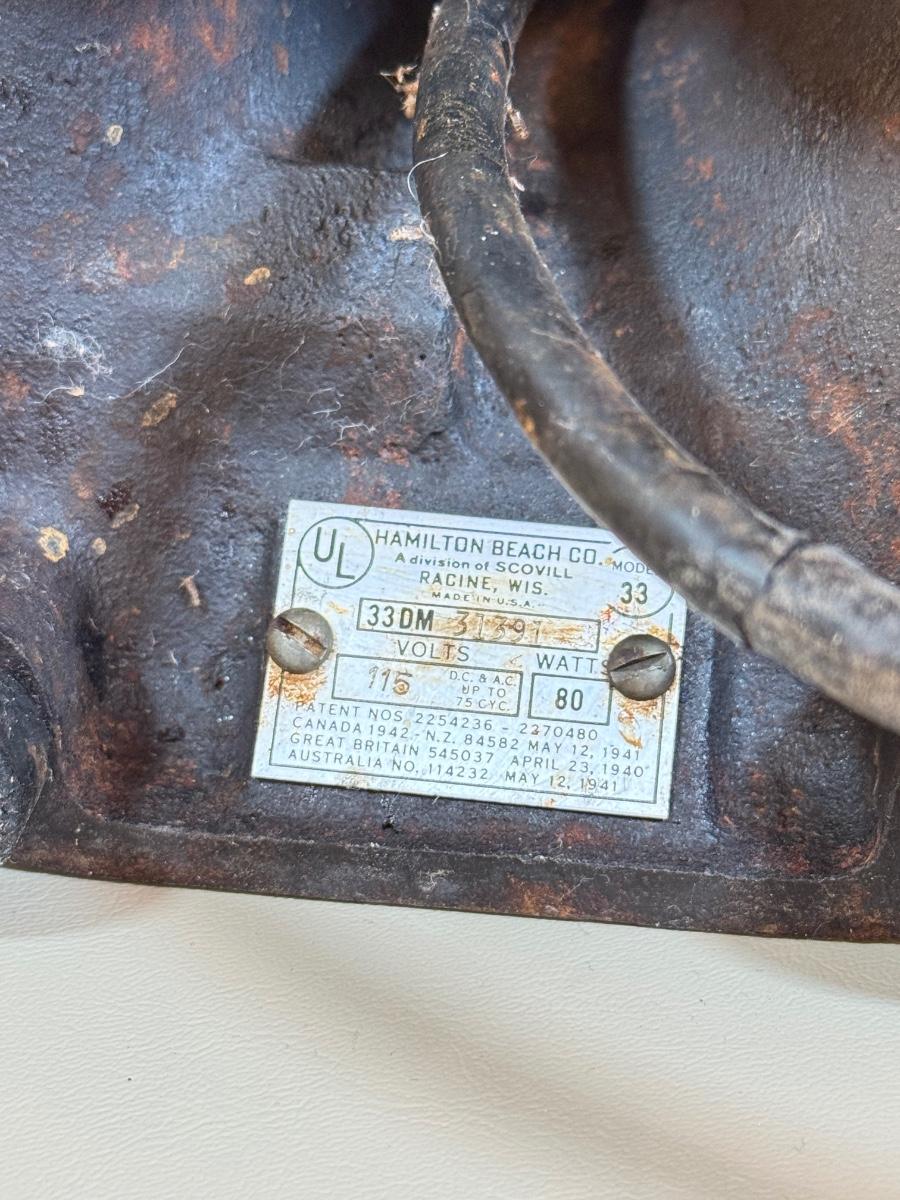 UL
HAMILTON BEACH CO.
A division of SCOVILL
RACINE, WIS.
MADE IN U.S.A.
33
33DM 31391
VOLTS
WATTS
115
D.C. & A.C.
UP TO
75 CYC.
80
PATENT NOS. 2254236 - 2370480
CANADA 1942 - N.Z. 84582 MAY 12, 1941
GREAT BRITAIN 545037 APRIL 23, 1940
AUSTRALIA NO. 114232 MAY 12, 1941